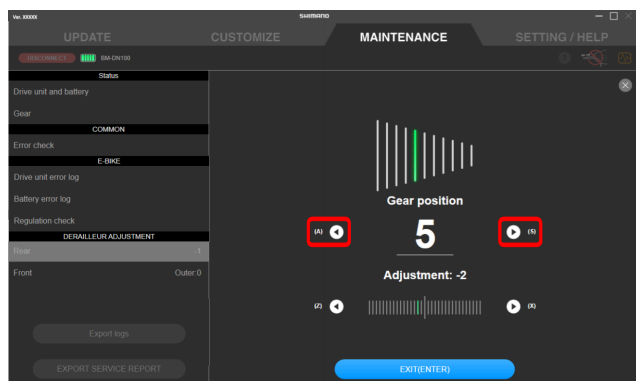 Ver. XXXXX
SHIMANO
UPDATE CUSTOMIZE MAINTENANCE SETTING / HELP
DISCONNECT BM-DN100
Status
Drive unit and battery
Gear
COMMON
Error check
E-BIKE
Drive unit error log
Battery error log
Regulation check
DERAILLEUR ADJUSTMENT
Rear -1
Front Outer:0
Export logs
EXPORT SERVICE REPORT
Gear position
(A) 5 (S)
Adjustment: -2
(Z) (X)
EXIT(ENTER)